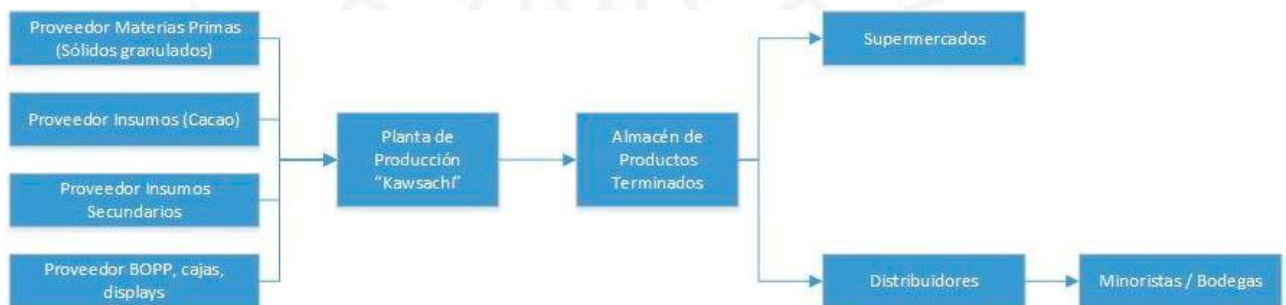 Proveedor Materias Primas
(Sólidos granulados)
Proveedor Insumos (Cacao)
Proveedor Insumos
Secundarios
Proveedor BOPP, cajas,
displays
Planta de
Producción
“Kawsachi”
Almacén de
Productos
Terminados
Supermercados
Distribuidores
Minoristas / Bodegas